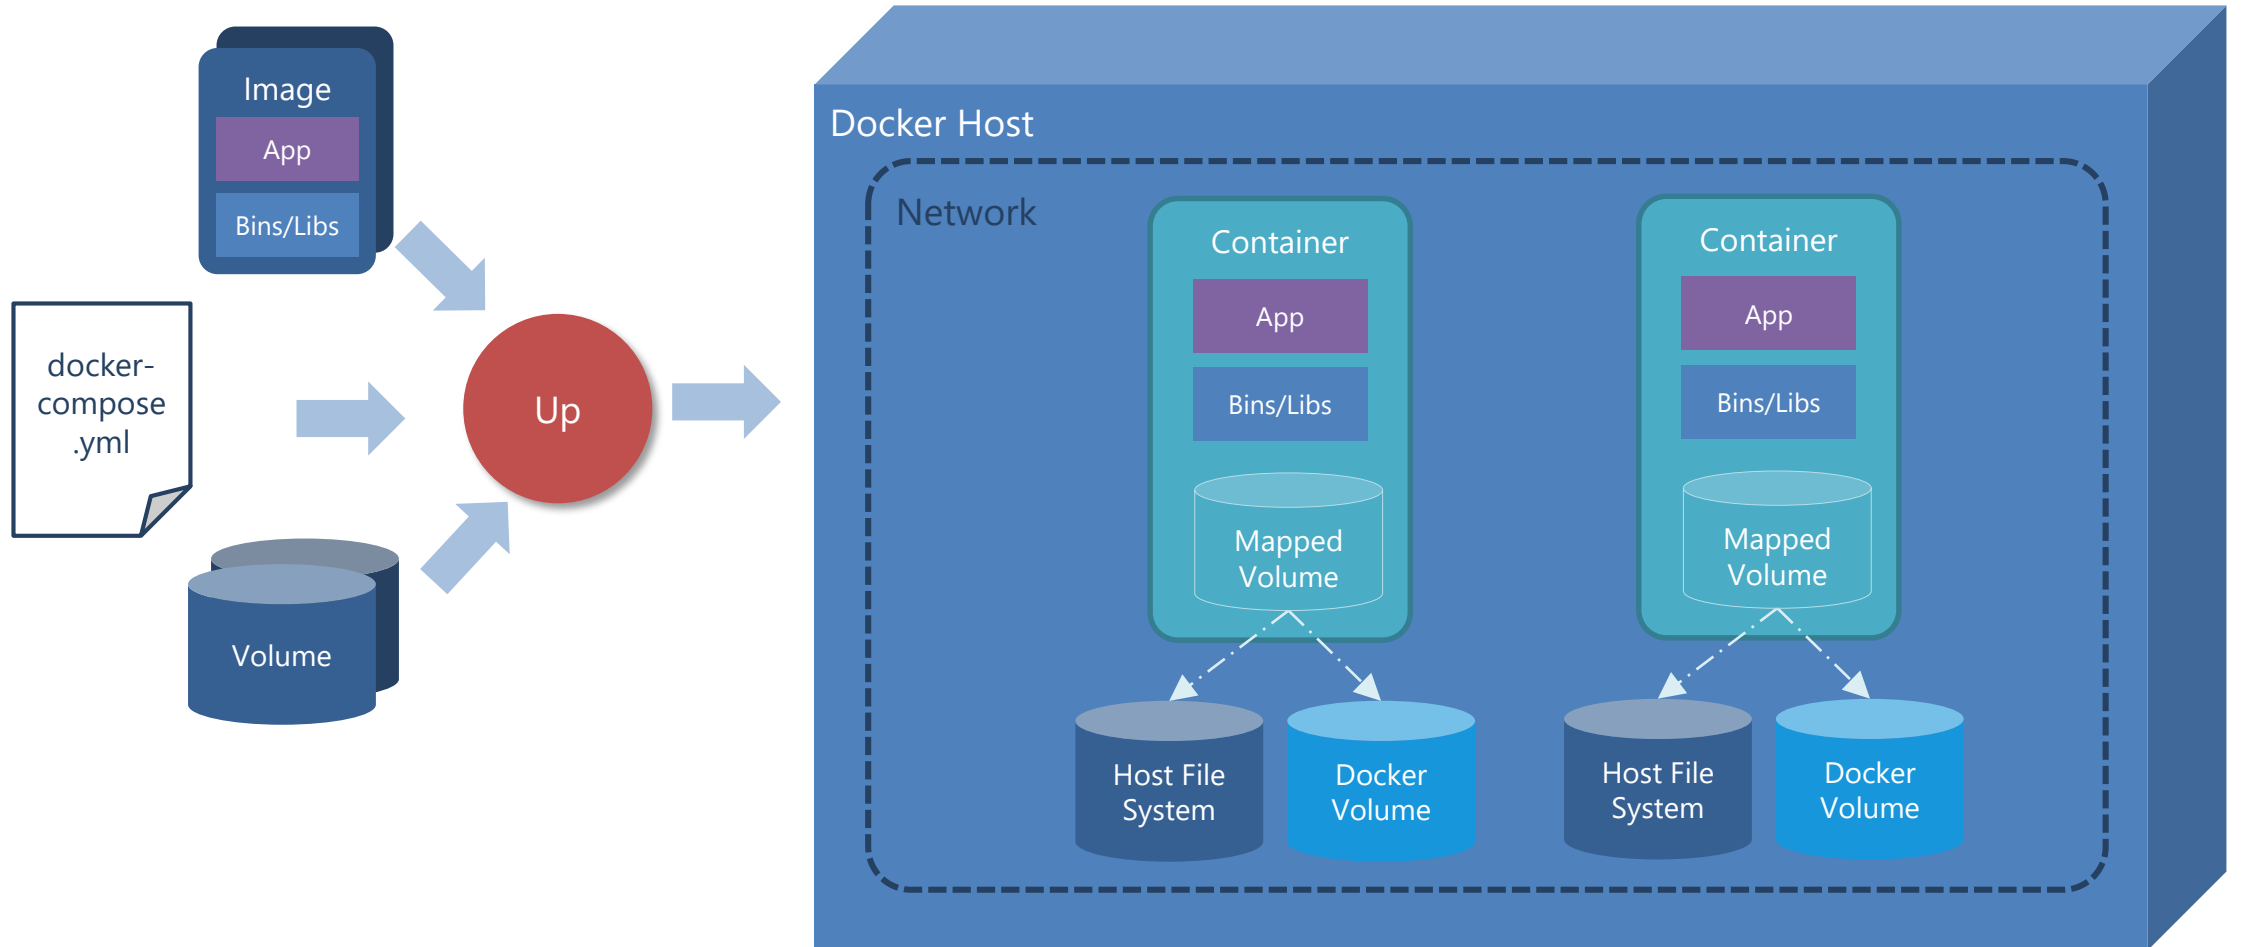 Image
App
Bins/Libs
docker-
compose
.yml
Volume
Up
Docker Host
Network
Container
App
Bins/Libs
Mapped
Volume
Host File
System
Docker
Volume
Container
App
Bins/Libs
Mapped
Volume
Host File
System
Docker
Volume